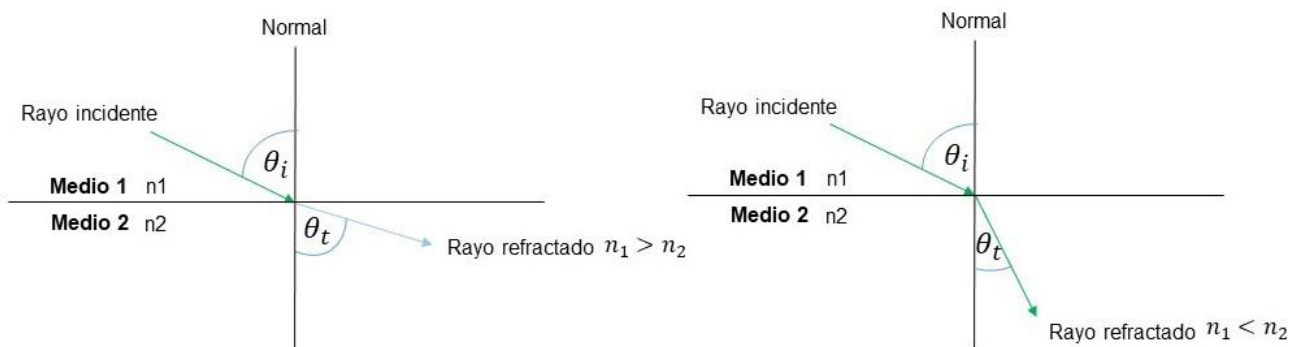 Normal
Rayo incidente
θi
Medio 1 n1
Medio 2 n2
θt
Rayo refractado n1 > n2
Normal
Rayo incidente
θi
Medio 1 n1
Medio 2 n2
θt
Rayo refractado n1 < n2